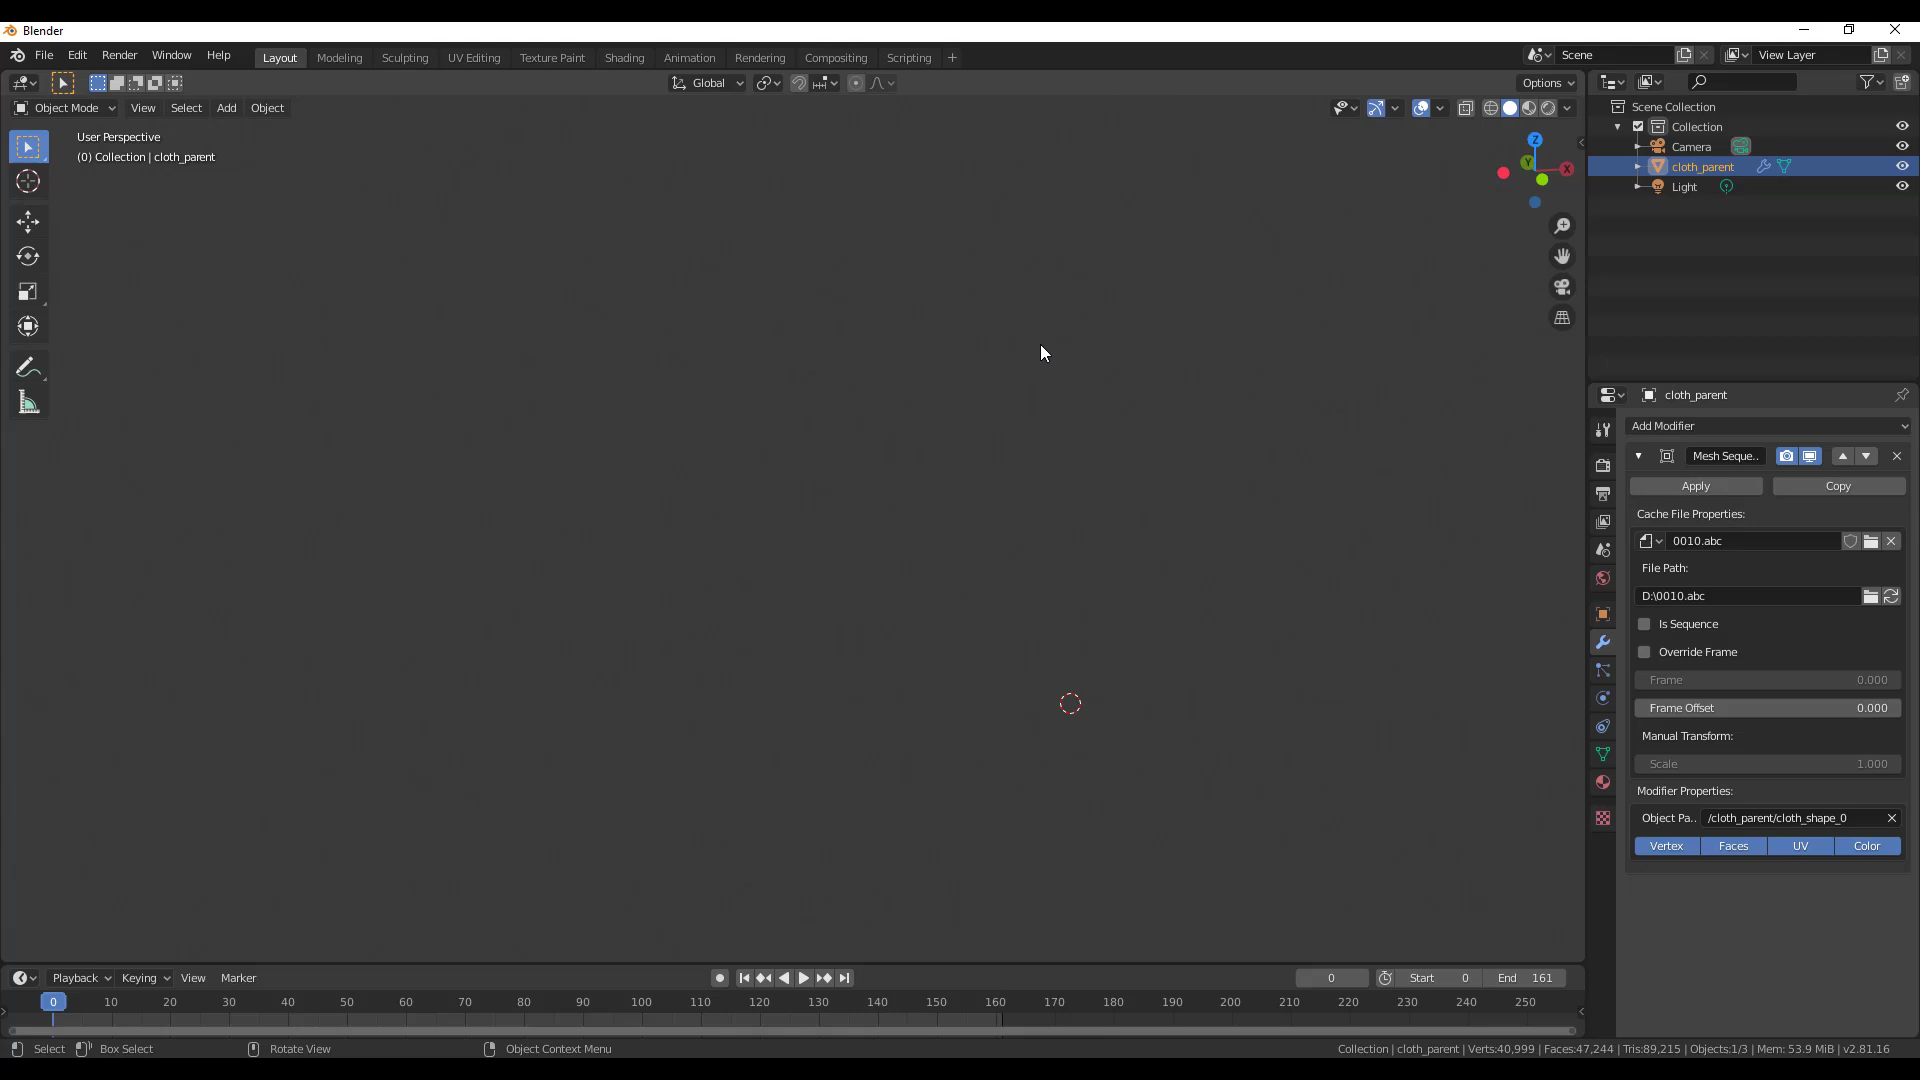 Blender
File Edit Render Window Help Layout Modeling Sculpting UV Editing Texture Paint Shading Animation Rendering Compositing Scripting + Scene View Layer
Global Options
Object Mode View Select Add Object
User Perspective
(0) Collection | cloth_parent
Z
Y
X
Scene Collection
Collection
Camera
cloth_parent
Light
cloth_parent
Add Modifier
Mesh Seque..
Apply Copy
Cache File Properties:
0010.abc
File Path:
D:\0010.abc
Is Sequence
Override Frame
Frame 0.000
Frame Offset 0.000
Manual Transform:
Scale 1.000
Modifier Properties:
Object Pa.. /cloth_parent/cloth_shape_0
Vertex Faces UV Color
Playback Keying View Marker 0 Start 0 End 161
0 10 20 30 40 50 60 70 80 90 100 110 120 130 140 150 160 170 180 190 200 210 220 230 240 250
Select Box Select Rotate View Object Context Menu Collection | cloth_parent | Verts:40,999 | Faces:47,244 | Tris:89,215 | Objects:1/3 | Mem: 53.9 MiB | v2.81.16